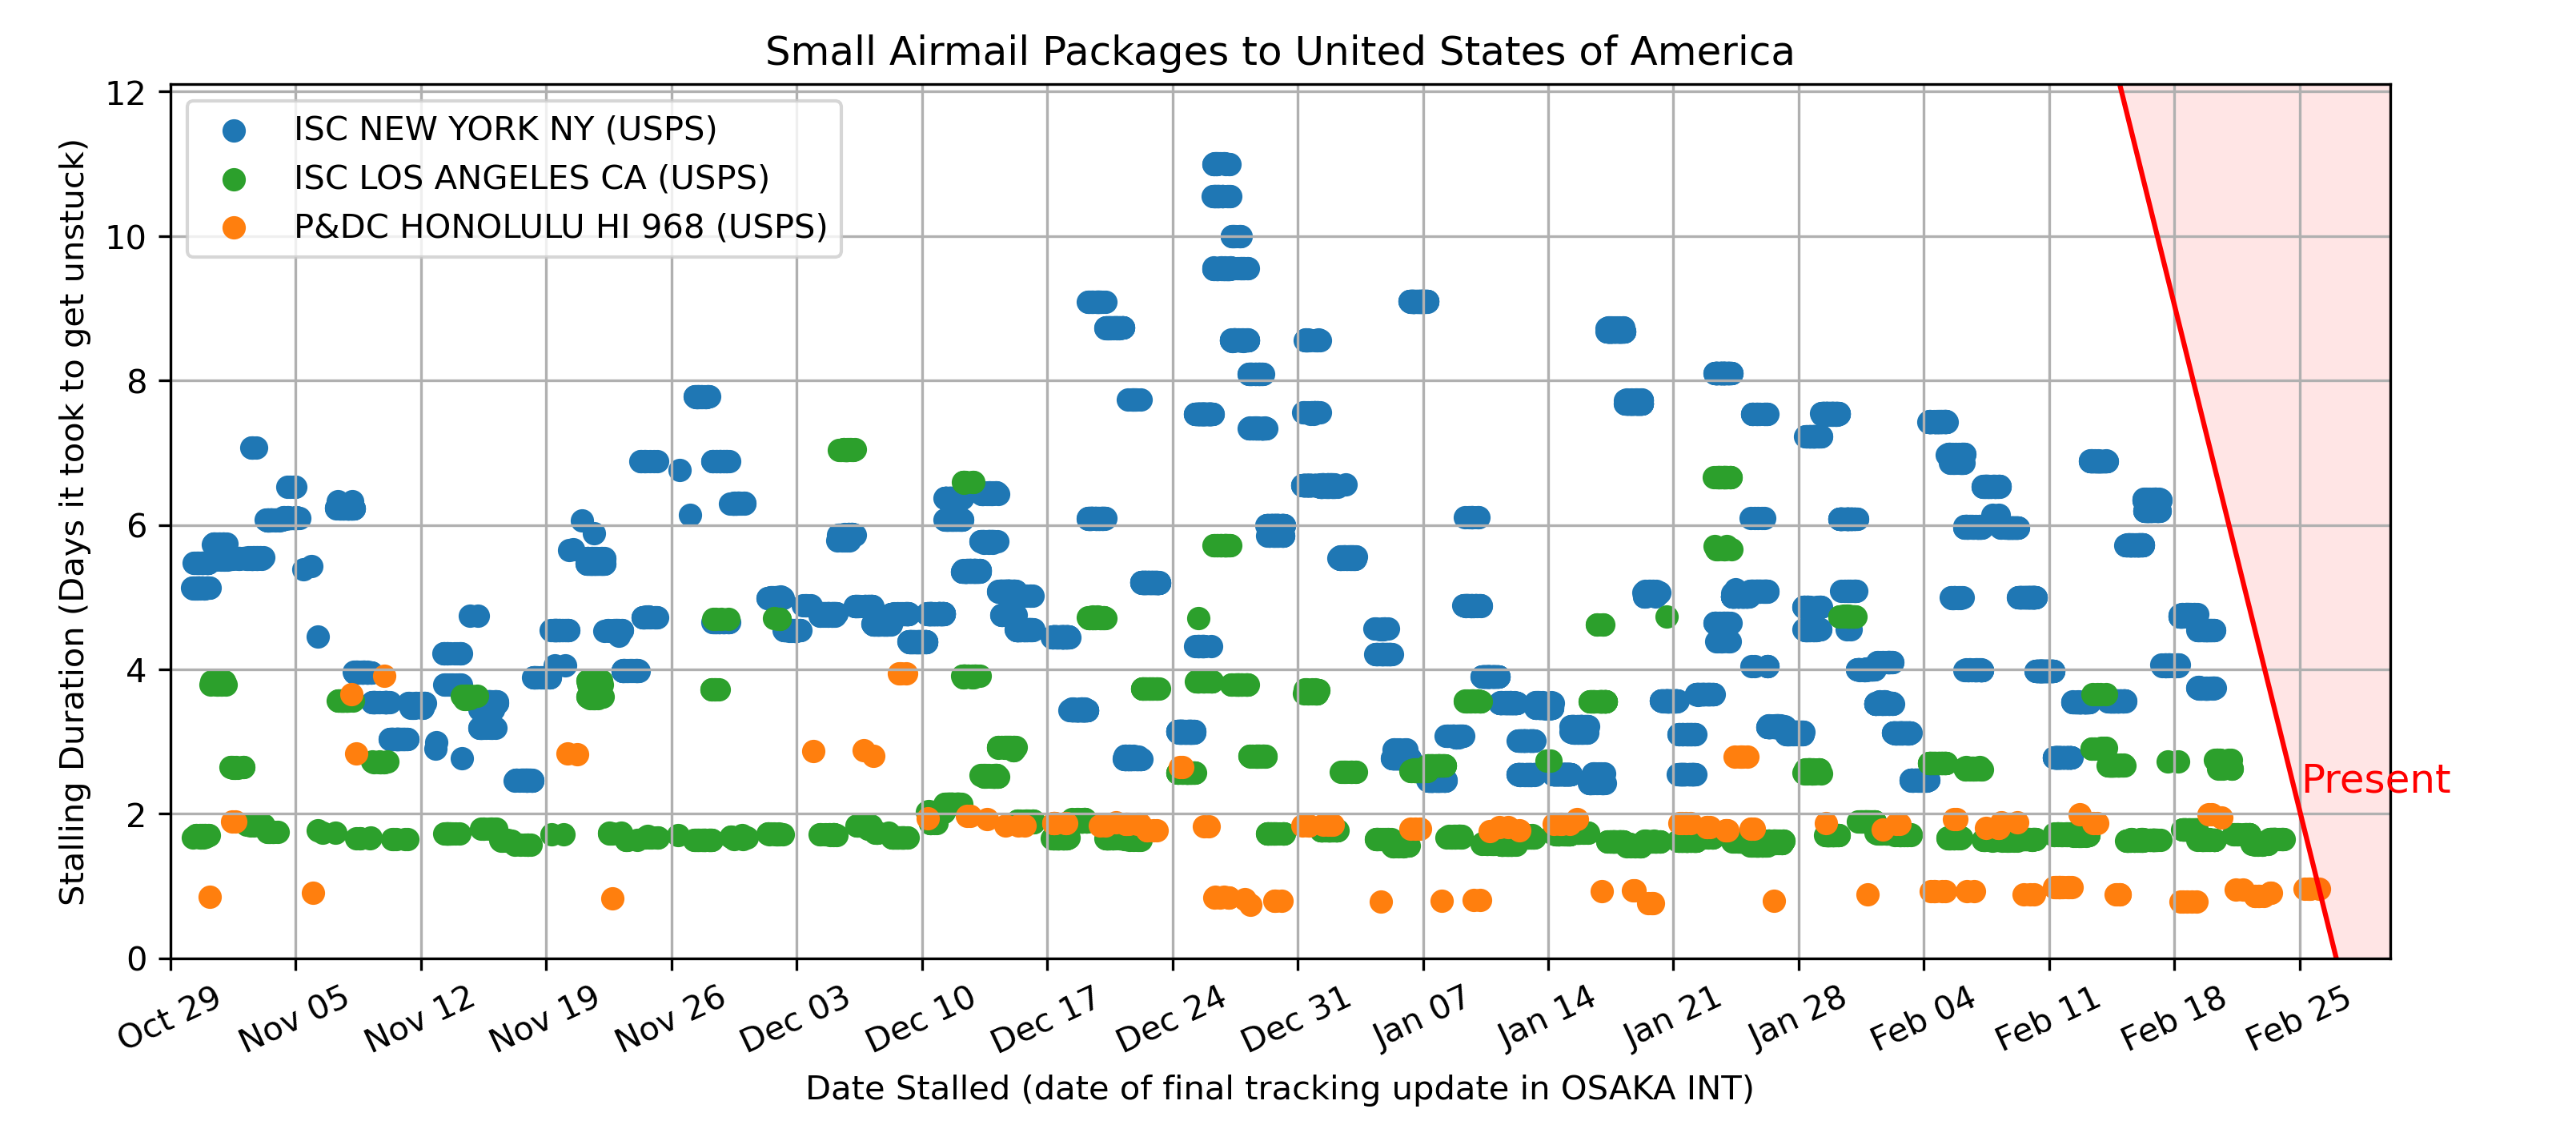 Small Airmail Packages to United States of America
Stalling Duration (Days it took to get unstuck)
12
10
8
6
4
2
0
ISC NEW YORK NY (USPS)
ISC LOS ANGELES CA (USPS)
P&DC HONOLULU HI 968 (USPS)
Present
Oct 29
Nov 05
Nov 12
Nov 19
Nov 26
Dec 03
Dec 10
Dec 17
Dec 24
Dec 31
Jan 07
Jan 14
Jan 21
Jan 28
Feb 04
Feb 11
Feb 18
Feb 25
Date Stalled (date of final tracking update in OSAKA INT)